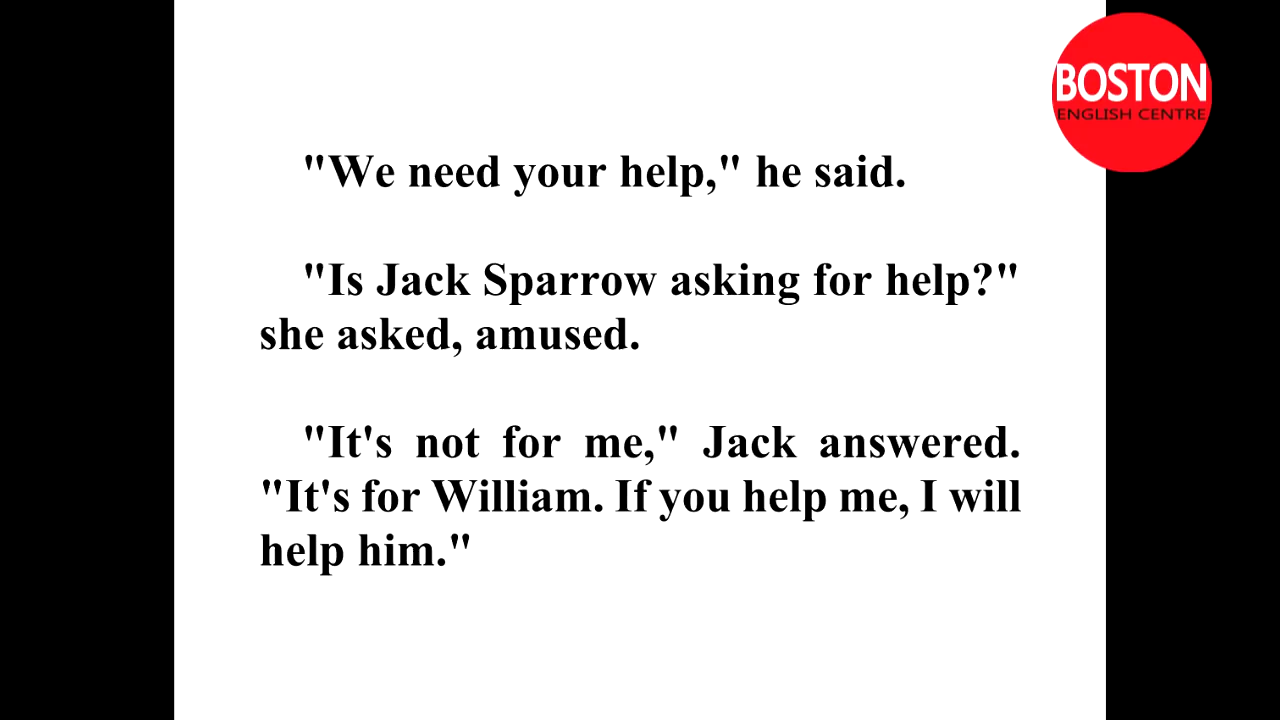 BOSTON
ENGLISH CENTRE
"We need your help," he said.
"Is Jack Sparrow asking for help?"
she asked, amused.
"It's not for me," Jack answered.
"It's for William. If you help me, I will
help him."